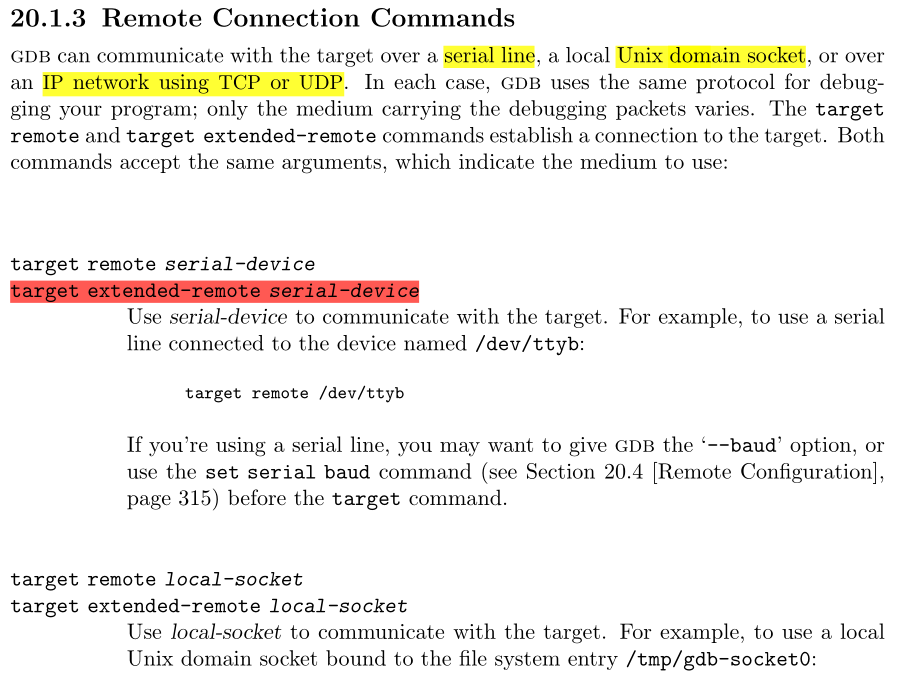 20.1.3 Remote Connection Commands
GDB can communicate with the target over a serial line, a local Unix domain socket, or over
an IP network using TCP or UDP. In each case, GDB uses the same protocol for debug-
ging your program; only the medium carrying the debugging packets varies. The target
remote and target extended-remote commands establish a connection to the target. Both
commands accept the same arguments, which indicate the medium to use:
target remote serial-device
target extended-remote serial-device
Use serial-device to communicate with the target. For example, to use a serial
line connected to the device named /dev/ttyb:
target remote /dev/ttyb
If you're using a serial line, you may want to give GDB the ‘--baud’ option, or
use the set serial baud command (see Section 20.4 [Remote Configuration],
page 315) before the target command.
target remote local-socket
target extended-remote local-socket
Use local-socket to communicate with the target. For example, to use a local
Unix domain socket bound to the file system entry /tmp/gdb-socket0: